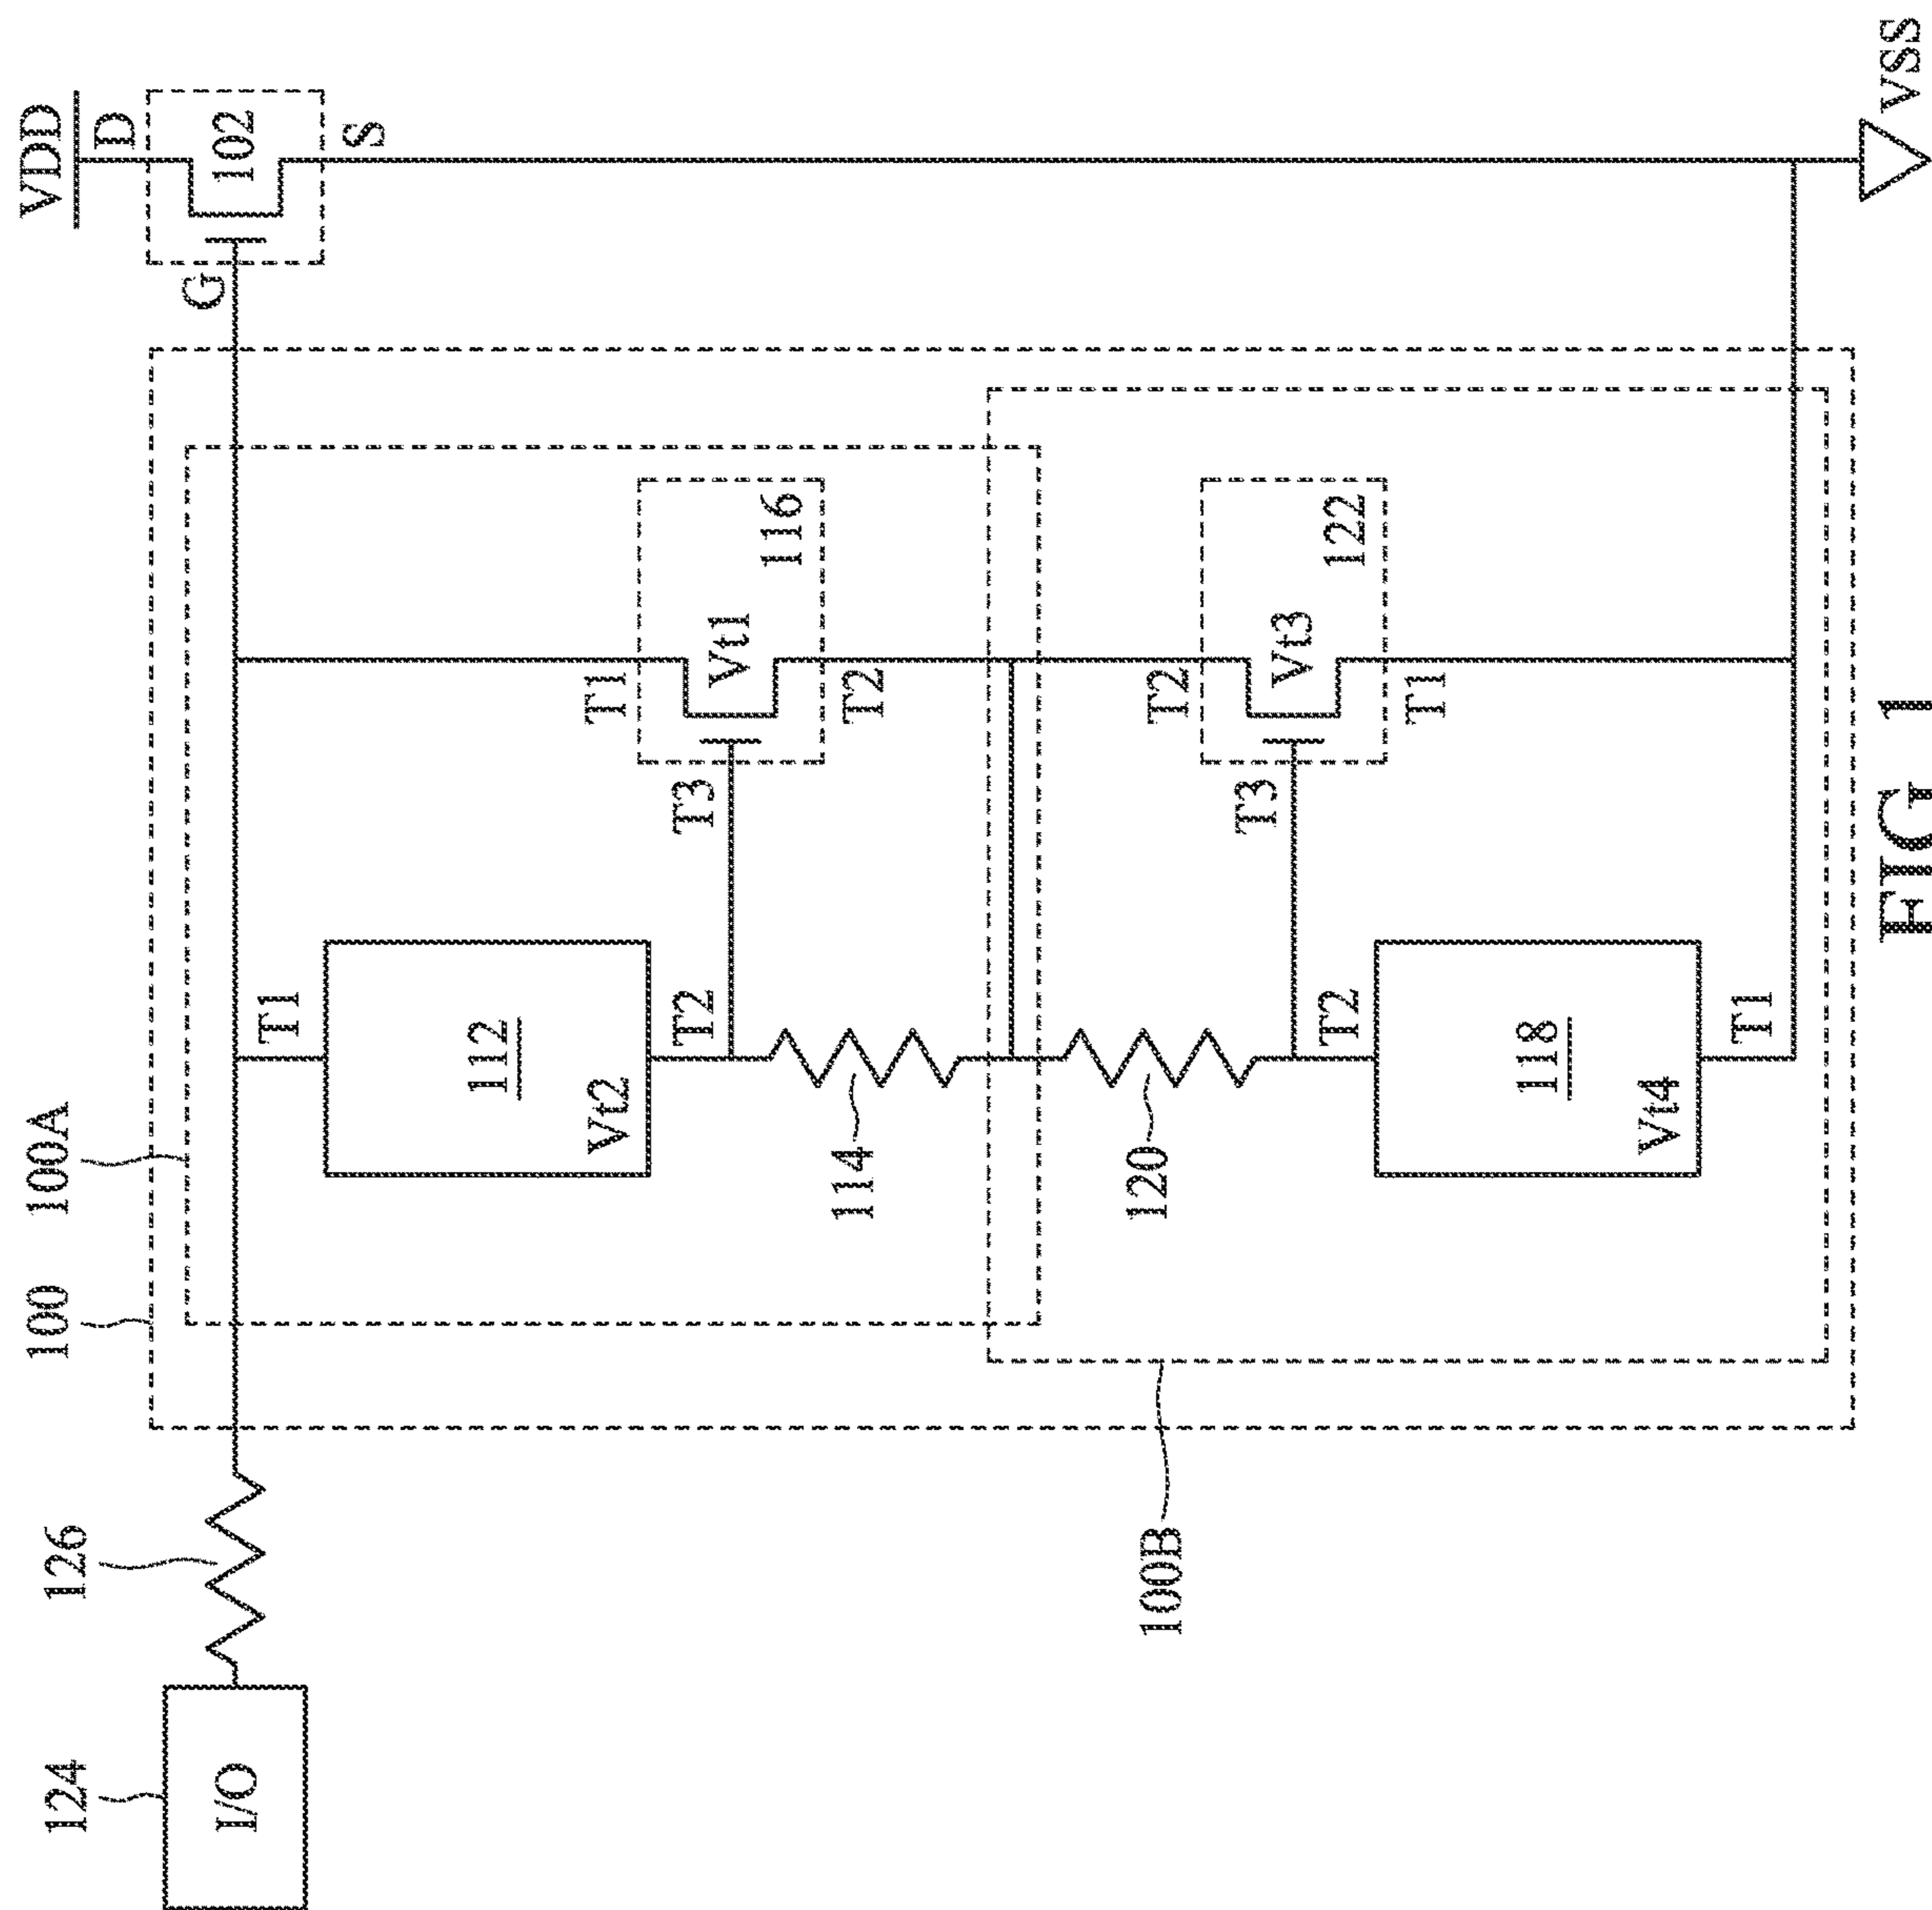 VDD
D
102
S
G
100
100A
T1
112
Vt2
T2
T3
T1
Vt1
116
T2
114
120
T2
Vt3
122
T1
T3
T2
118
Vt4
T1
100B
126
124
I/O
VSS
FIG 1